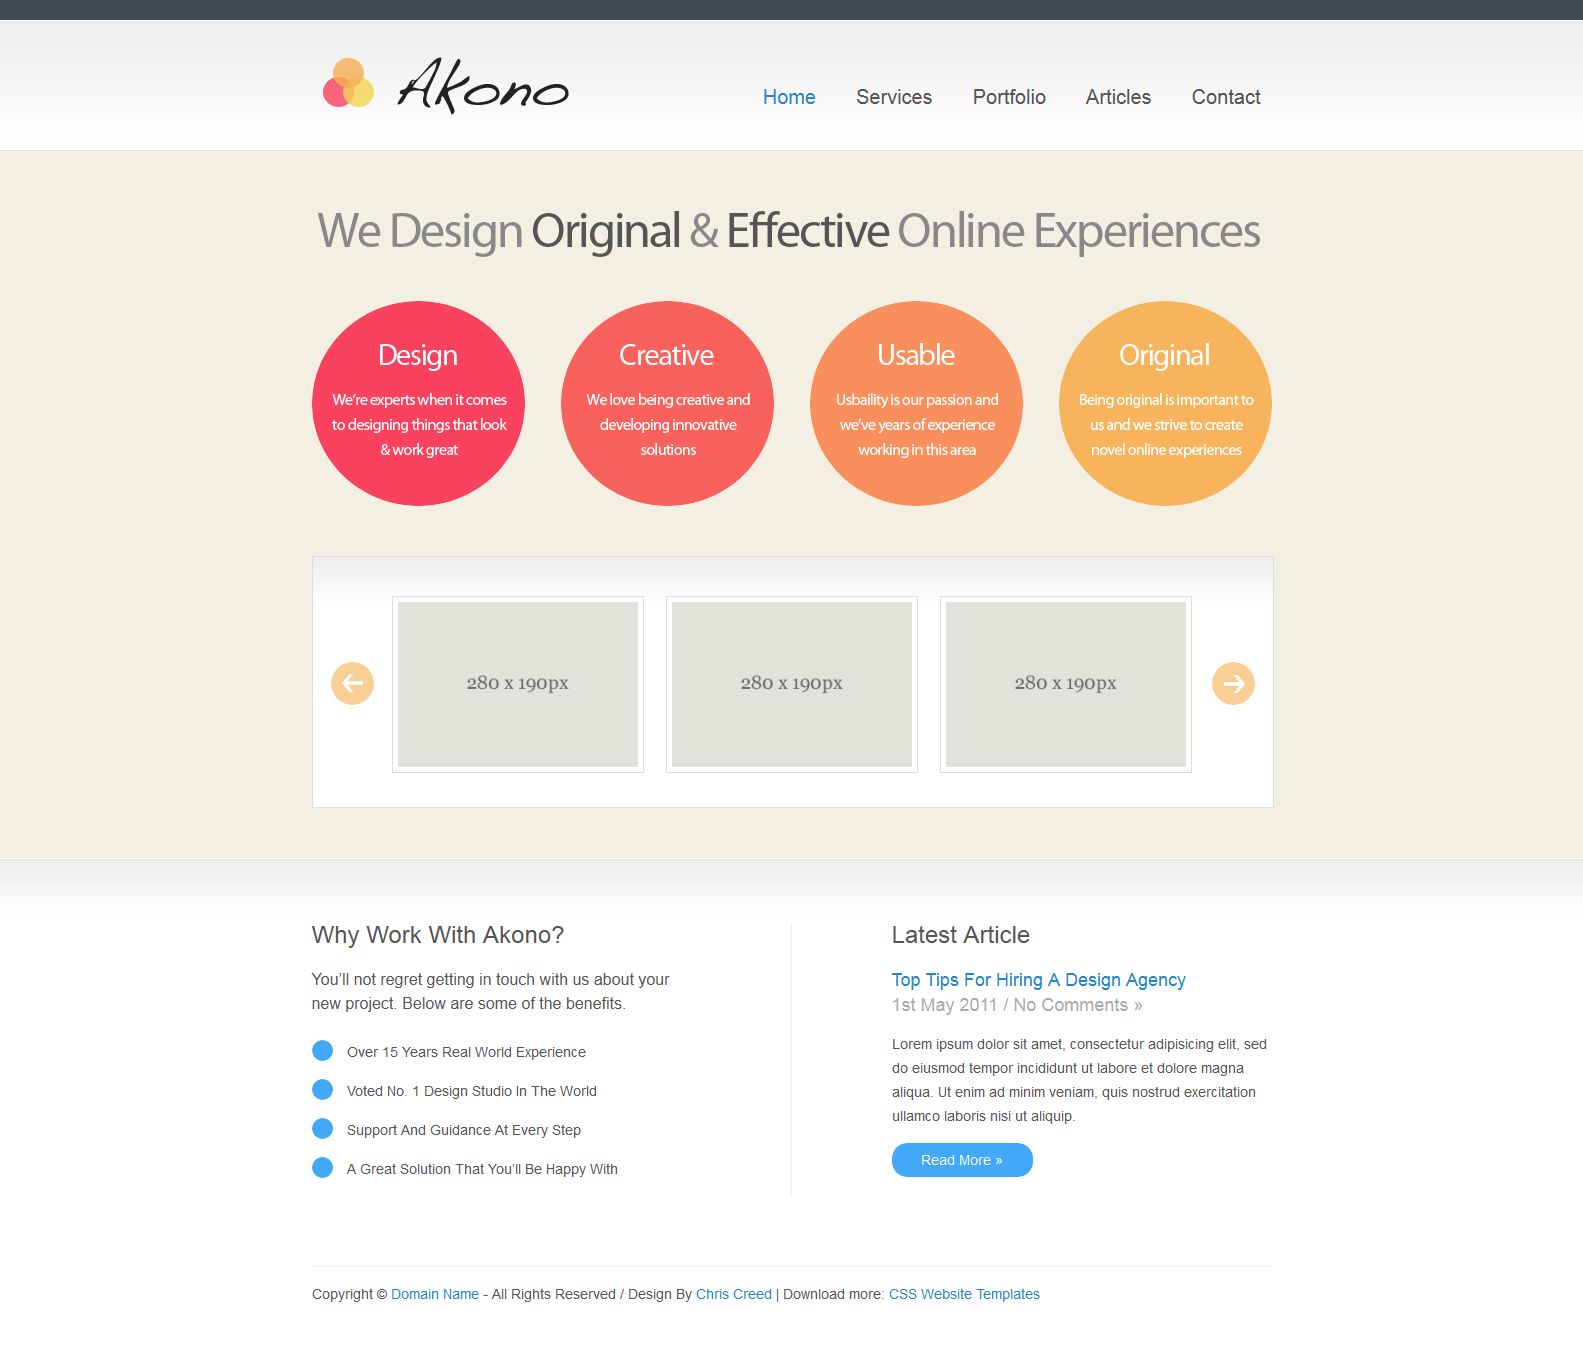 Akono
Home Services Portfolio Articles Contact
We Design Original & Effective Online Experiences
Design
We're experts when it comes
to designing things that look
& work great
Creative
We love being creative and
developing innovative
solutions
Usable
Usbaility is our passion and
we've years of experience
working in this area
Original
Being original is important to
us and we strive to create
novel online experiences
280 x 190px
280 x 190px
280 x 190px
Why Work With Akono?
You'll not regret getting in touch with us about your
new project. Below are some of the benefits.
Over 15 Years Real World Experience
Voted No. 1 Design Studio In The World
Support And Guidance At Every Step
A Great Solution That You'll Be Happy With
Latest Article
Top Tips For Hiring A Design Agency
1st May 2011 / No Comments »
Lorem ipsum dolor sit amet, consectetur adipisicing elit, sed
do eiusmod tempor incididunt ut labore et dolore magna
aliqua. Ut enim ad minim veniam, quis nostrud exercitation
ullamco laboris nisi ut aliquip.
Read More »
Copyright © Domain Name - All Rights Reserved / Design By Chris Creed | Download more: CSS Website Templates